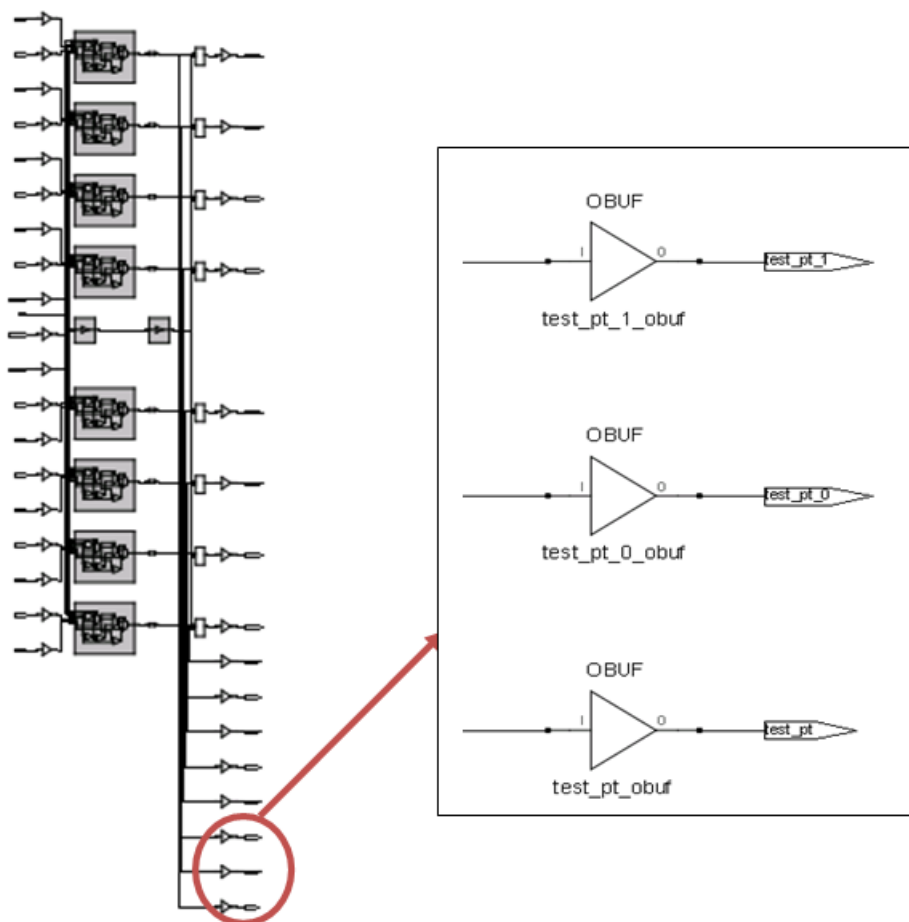 OBUF
I
O
test_pt_1
test_pt_1_obuf
OBUF
I
O
test_pt_0
test_pt_0_obuf
OBUF
I
O
test_pt
test_pt_obuf